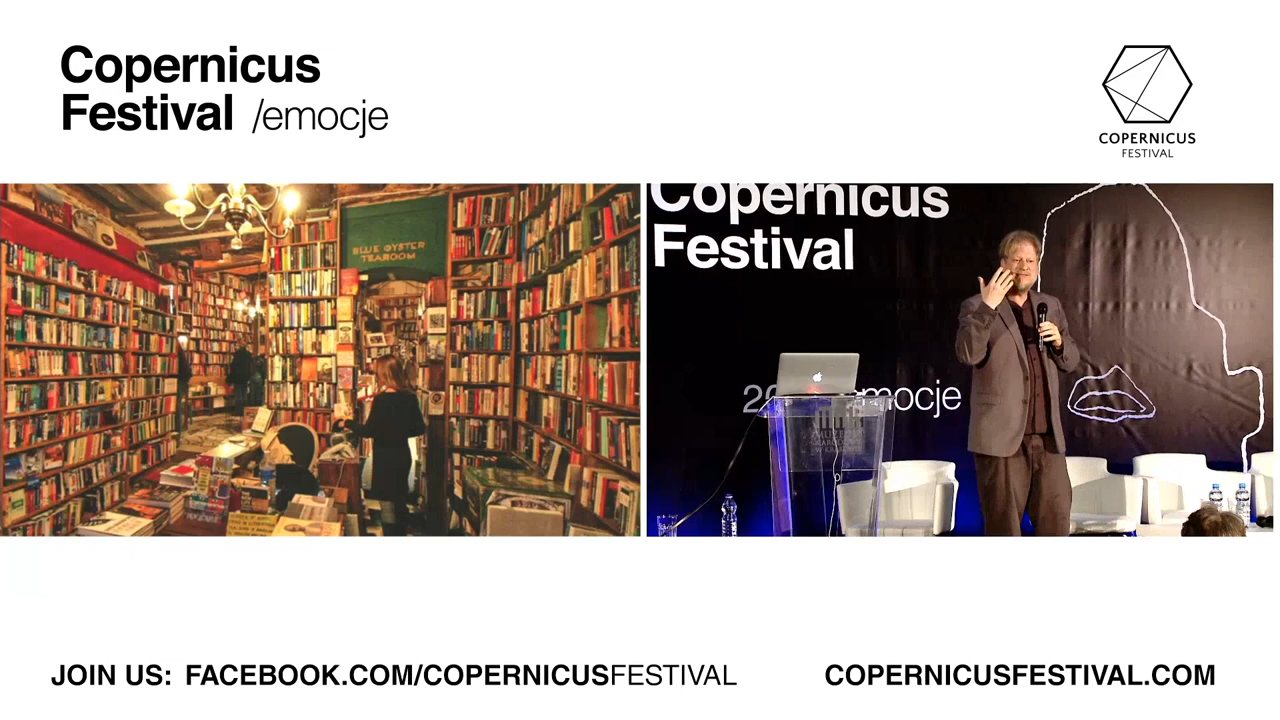 Copernicus
Festival /emocje
COPERNICUS
FESTIVAL
BLUE OYSTER
TEAROOM
Copernicus
Festival
emocje
JOIN US: FACEBOOK.COM/COPERNICUSFESTIVAL
COPERNICUSFESTIVAL.COM